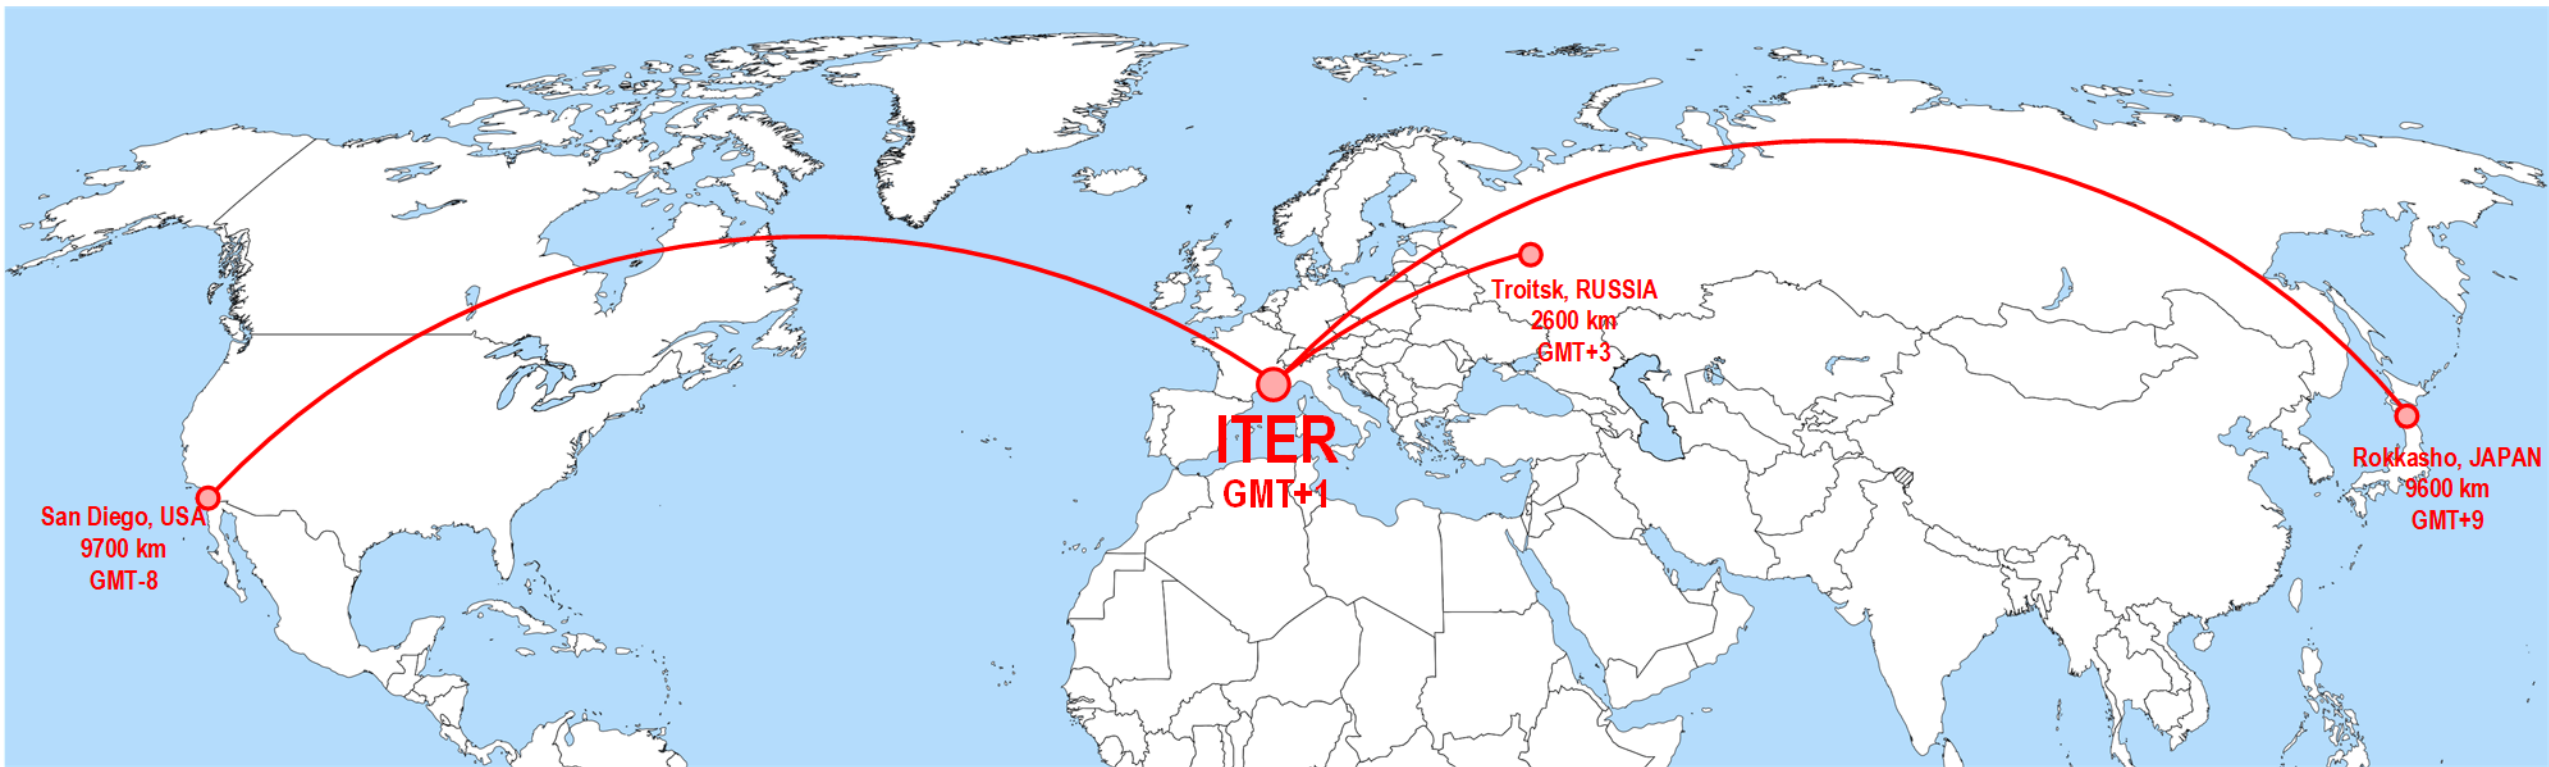 San Diego, USA
9700 km
GMT-8
ITER
GMT+1
Troitsk, RUSSIA
2600 km
GMT+3
Rokkasho, JAPAN
9600 km
GMT+9